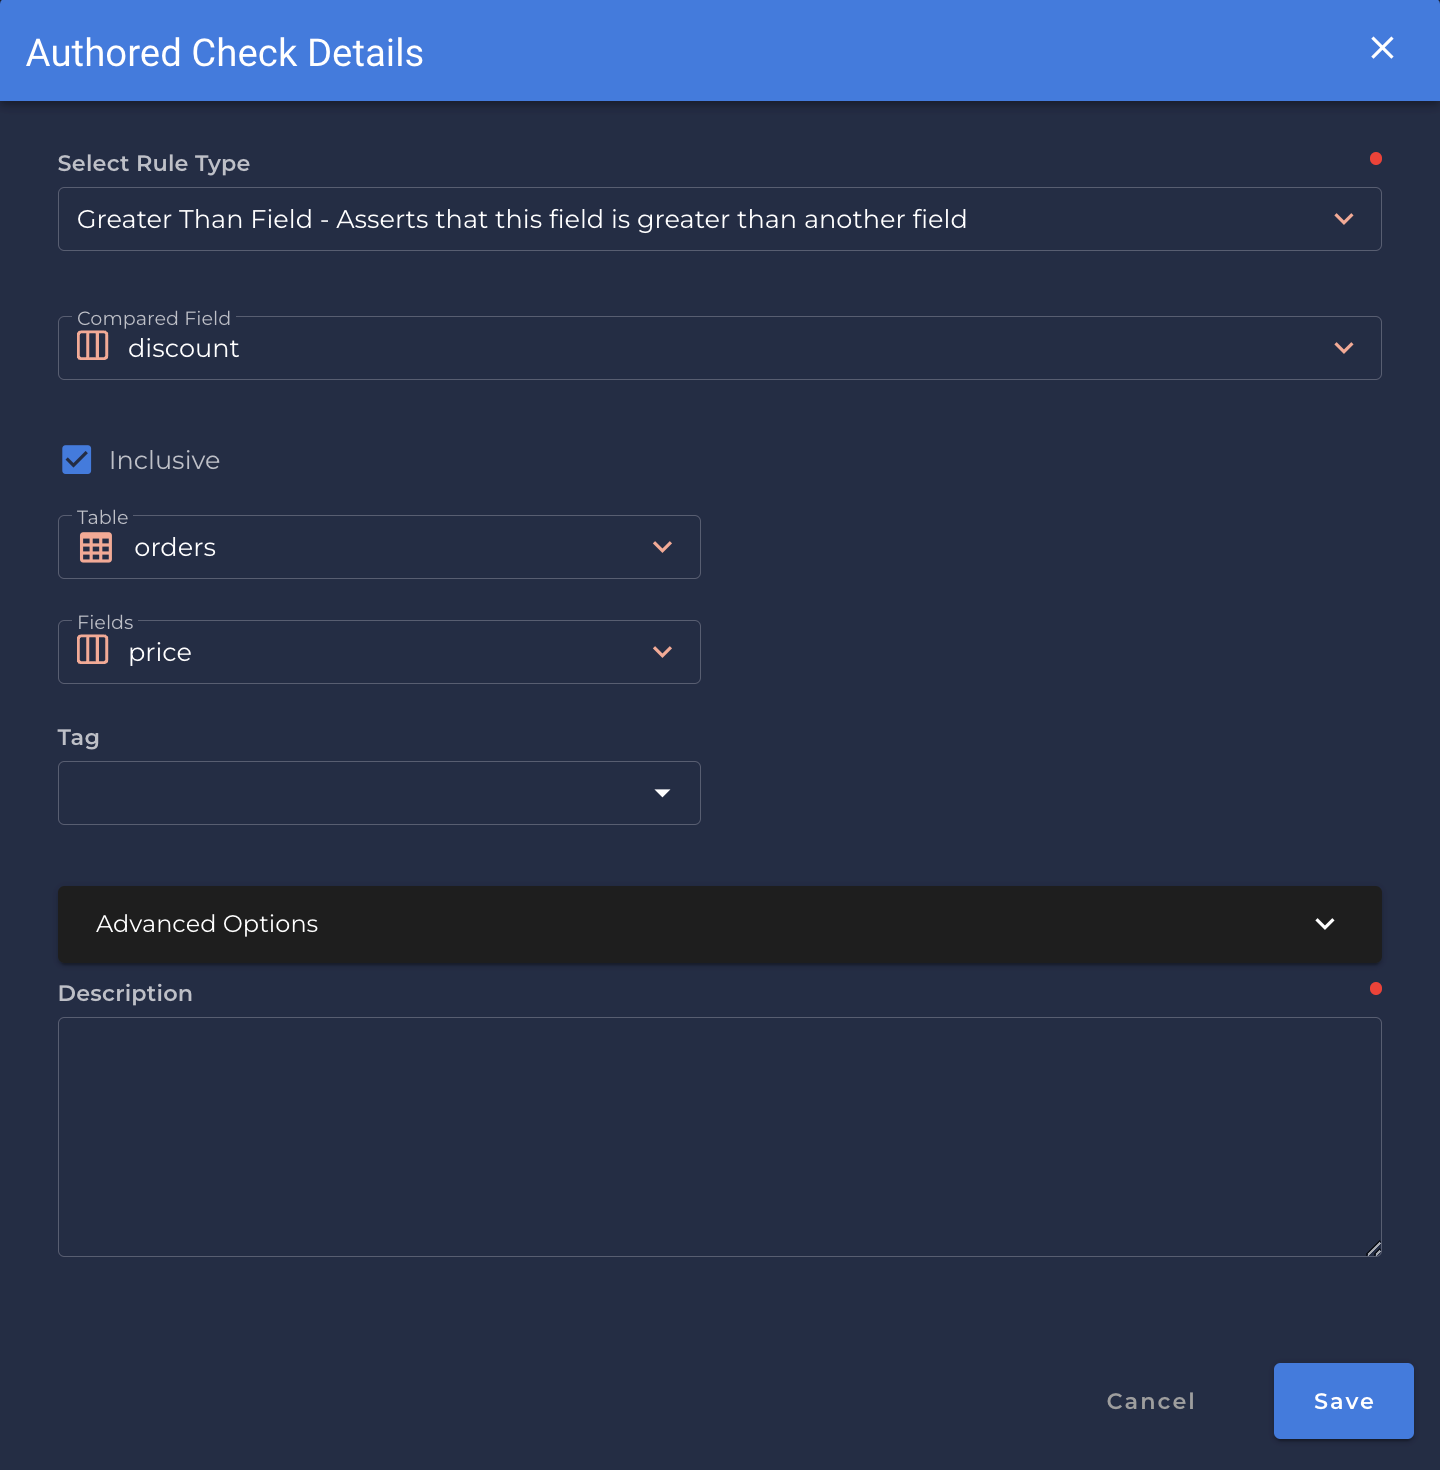 Authored Check Details
Select Rule Type
Greater Than Field - Asserts that this field is greater than another field
Compared Field
discount
Inclusive
Table
orders
Fields
price
Tag
Advanced Options
Description
Cancel
Save